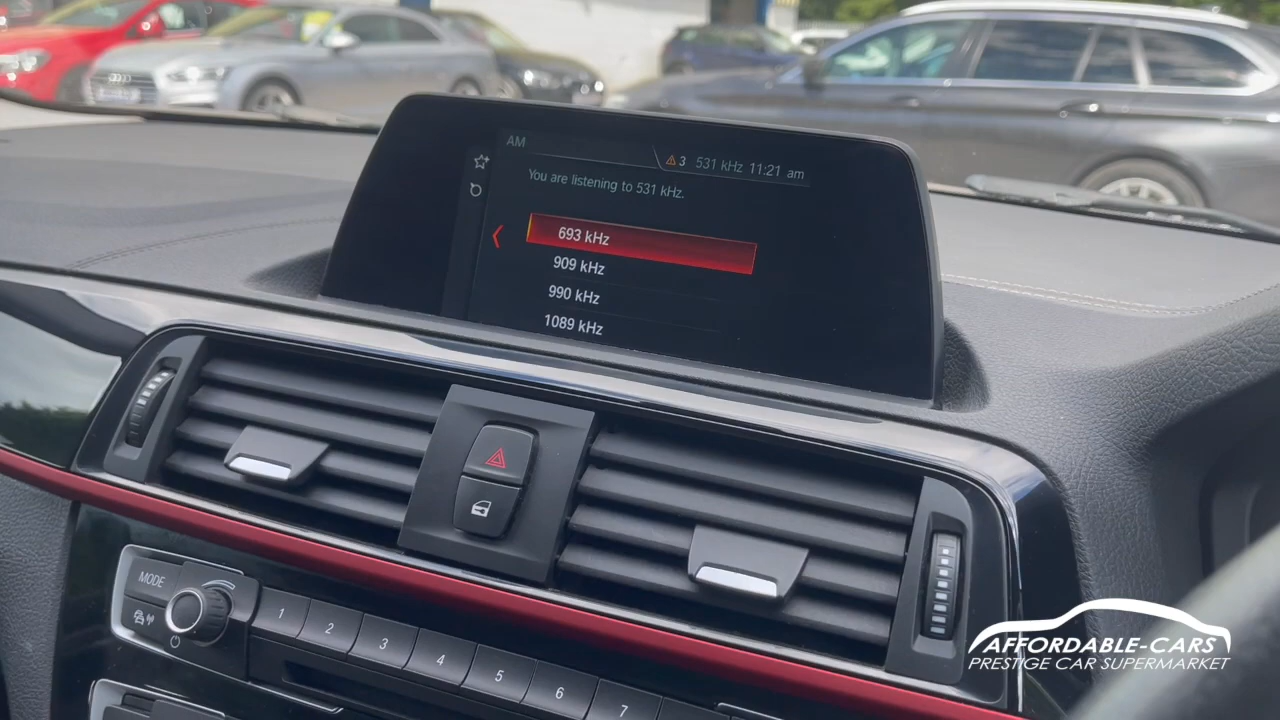 AM
3 531 kHz 11:21 am
You are listening to 531 kHz.
693 kHz
909 kHz
990 kHz
1089 kHz
MODE
1 2 3 4 5 6 7
AFFORDABLE-CARS
PRESTIGE CAR SUPERMARKET